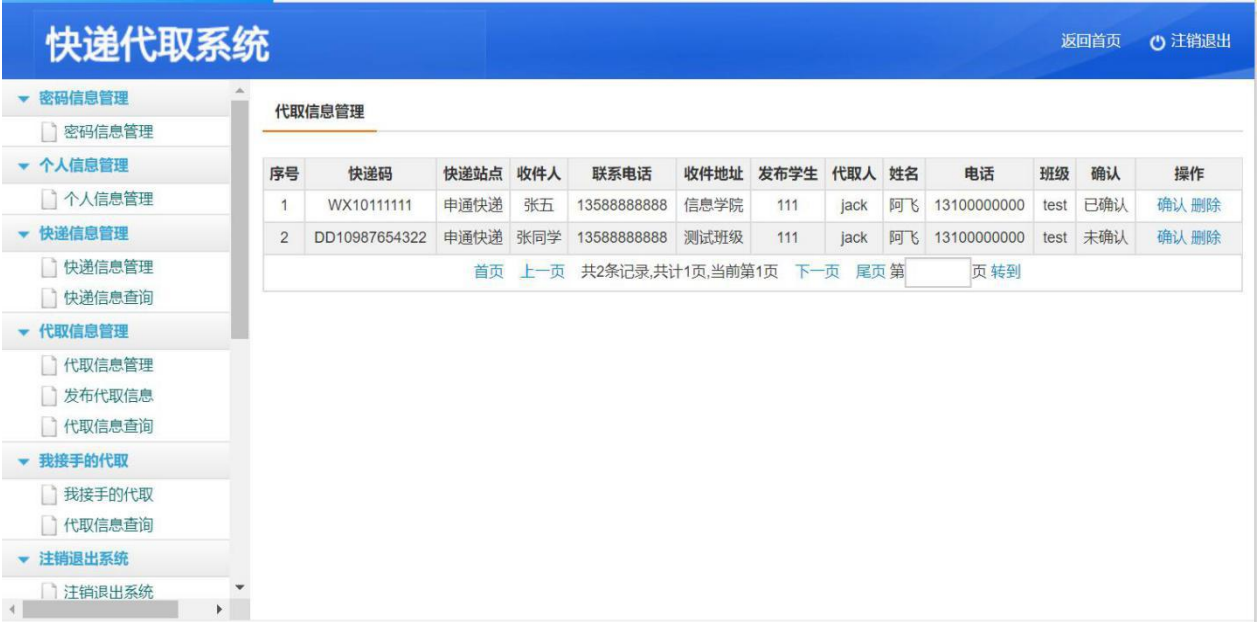 快递代取系统
返回首页 注销退出
密码信息管理
密码信息管理
个人信息管理
个人信息管理
快递信息管理
快递信息管理
快递信息查询
代取信息管理
代取信息管理
发布代取信息
代取信息查询
我接手的代取
我接手的代取
代取信息查询
注销退出系统
注销退出系统
代取信息管理
序号 快递码 快递站点 收件人 联系电话 收件地址 发布学生 代取人 姓名 电话 班级 确认 操作
1 WX10111111 申通快递 张五 13588888888 信息学院 111 jack 阿飞 13100000000 test 已确认 确认 删除
2 DD10987654322 申通快递 张同学 13588888888 测试班级 111 jack 阿飞 13100000000 test 未确认 确认 删除
首页 上一页 共2条记录,共计1页,当前第1页 下一页 尾页 第 页 转到